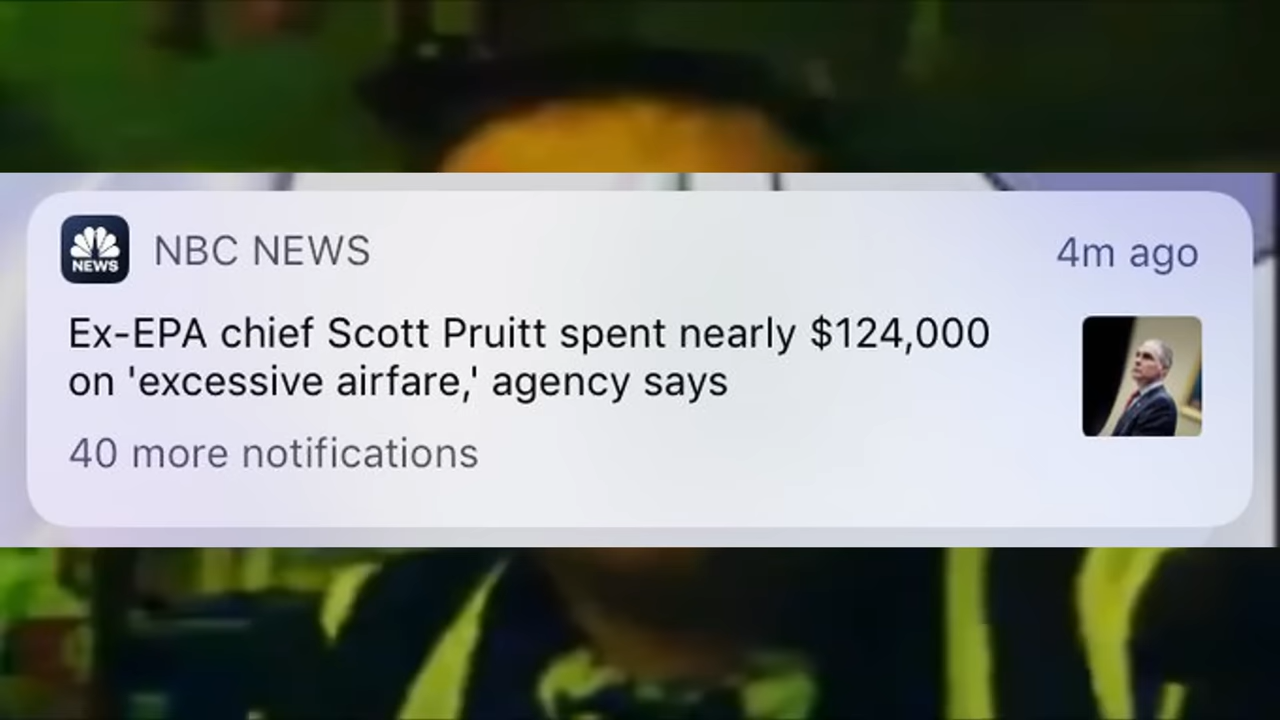 NEWS
NBC NEWS
4m ago
Ex-EPA chief Scott Pruitt spent nearly $124,000
on 'excessive airfare,' agency says
40 more notifications